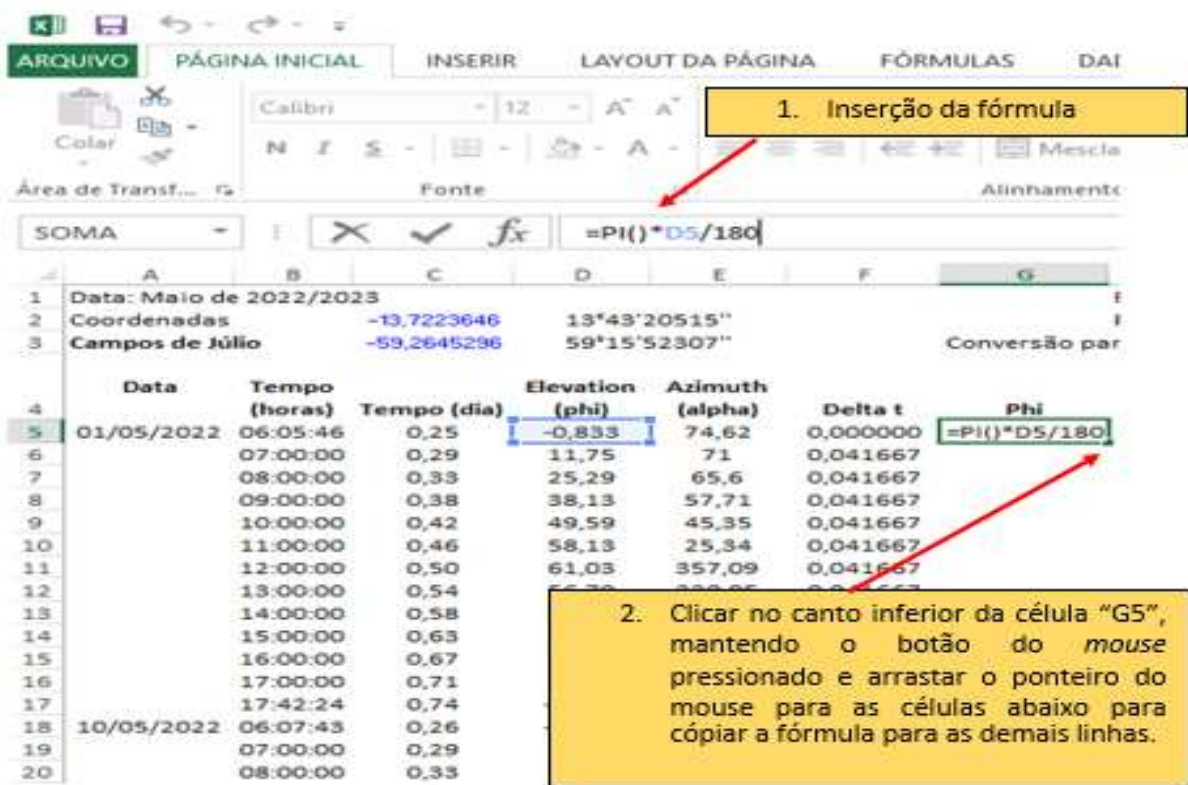 ARQUIVO PÁGINA INICIAL INSERIR LAYOUT DA PÁGINA FÓRMULAS DAI
Calibri 12 A A
1. Inserção da fórmula
Colar
N I S A Mescla
Área de Transf... Fonte Alinhamento
SOMA fx =PI()*D5/180
A B C D E F G
1 Data: Maio de 2022/2023
2 Coordenadas -13,7223646 13°43'20515"
3 Campos de Júlio -59,2645296 59°15'52307" Conversão par
Data Tempo Elevation Azimuth
4 (horas) Tempo (dia) (phi) (alpha) Delta t Phi
5 01/05/2022 06:05:46 0,25 -0,833 74,62 0,000000 =PI()*D5/180
6 07:00:00 0,29 11,75 71 0,041667
7 08:00:00 0,33 25,29 65,6 0,041667
8 09:00:00 0,38 38,13 57,71 0,041667
9 10:00:00 0,42 49,59 45,35 0,041667
10 11:00:00 0,46 58,13 25,34 0,041667
11 12:00:00 0,50 61,03 357,09 0,041667
12 13:00:00 0,54
13 14:00:00 0,58
14 15:00:00 0,63
15 16:00:00 0,67
16 17:00:00 0,71
17 17:42:24 0,74
18 10/05/2022 06:07:43 0,26
19 07:00:00 0,29
20 08:00:00 0,33
2. Clicar no canto inferior da célula “G5”,
mantendo o botão do mouse
pressionado e arrastar o ponteiro do
mouse para as células abaixo para
cópiar a fórmula para as demais linhas.